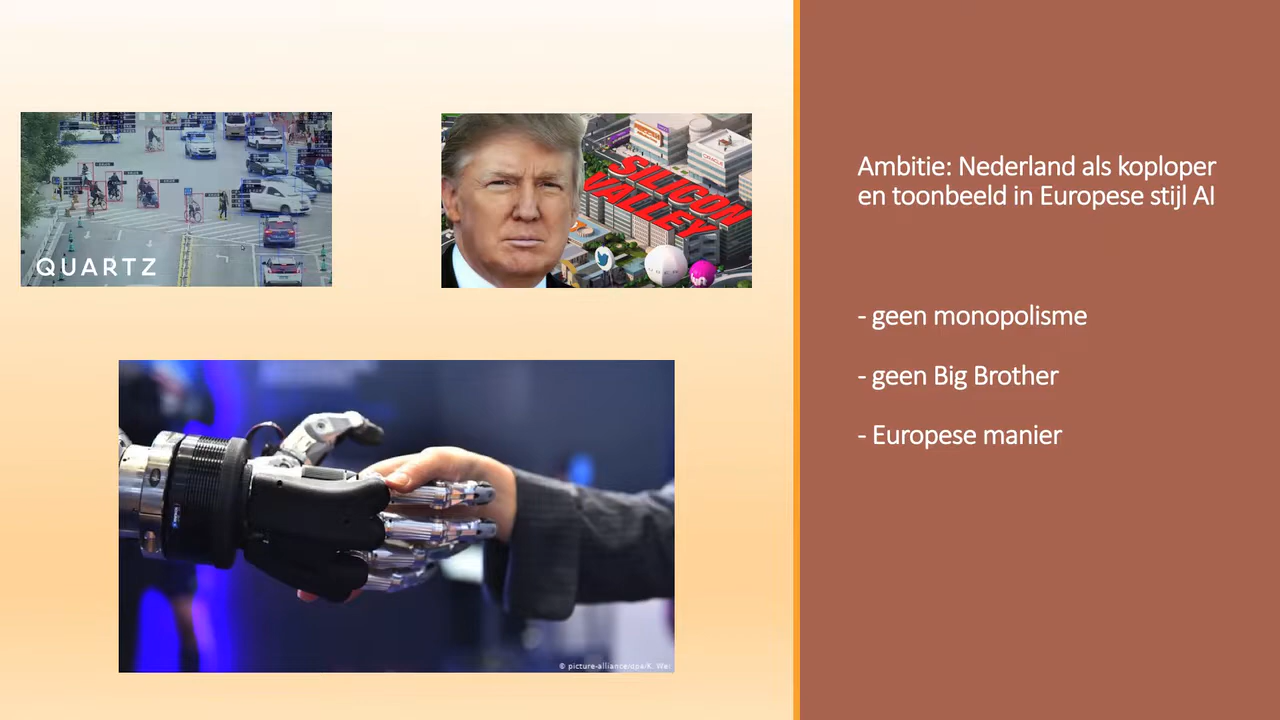 QUARTZ
SILICON
VALLEY
Ambitie: Nederland als koploper
en toonbeeld in Europese stijl AI
- geen monopolisme
- geen Big Brother
- Europese manier
© picture-alliance/dpa/K. Wei